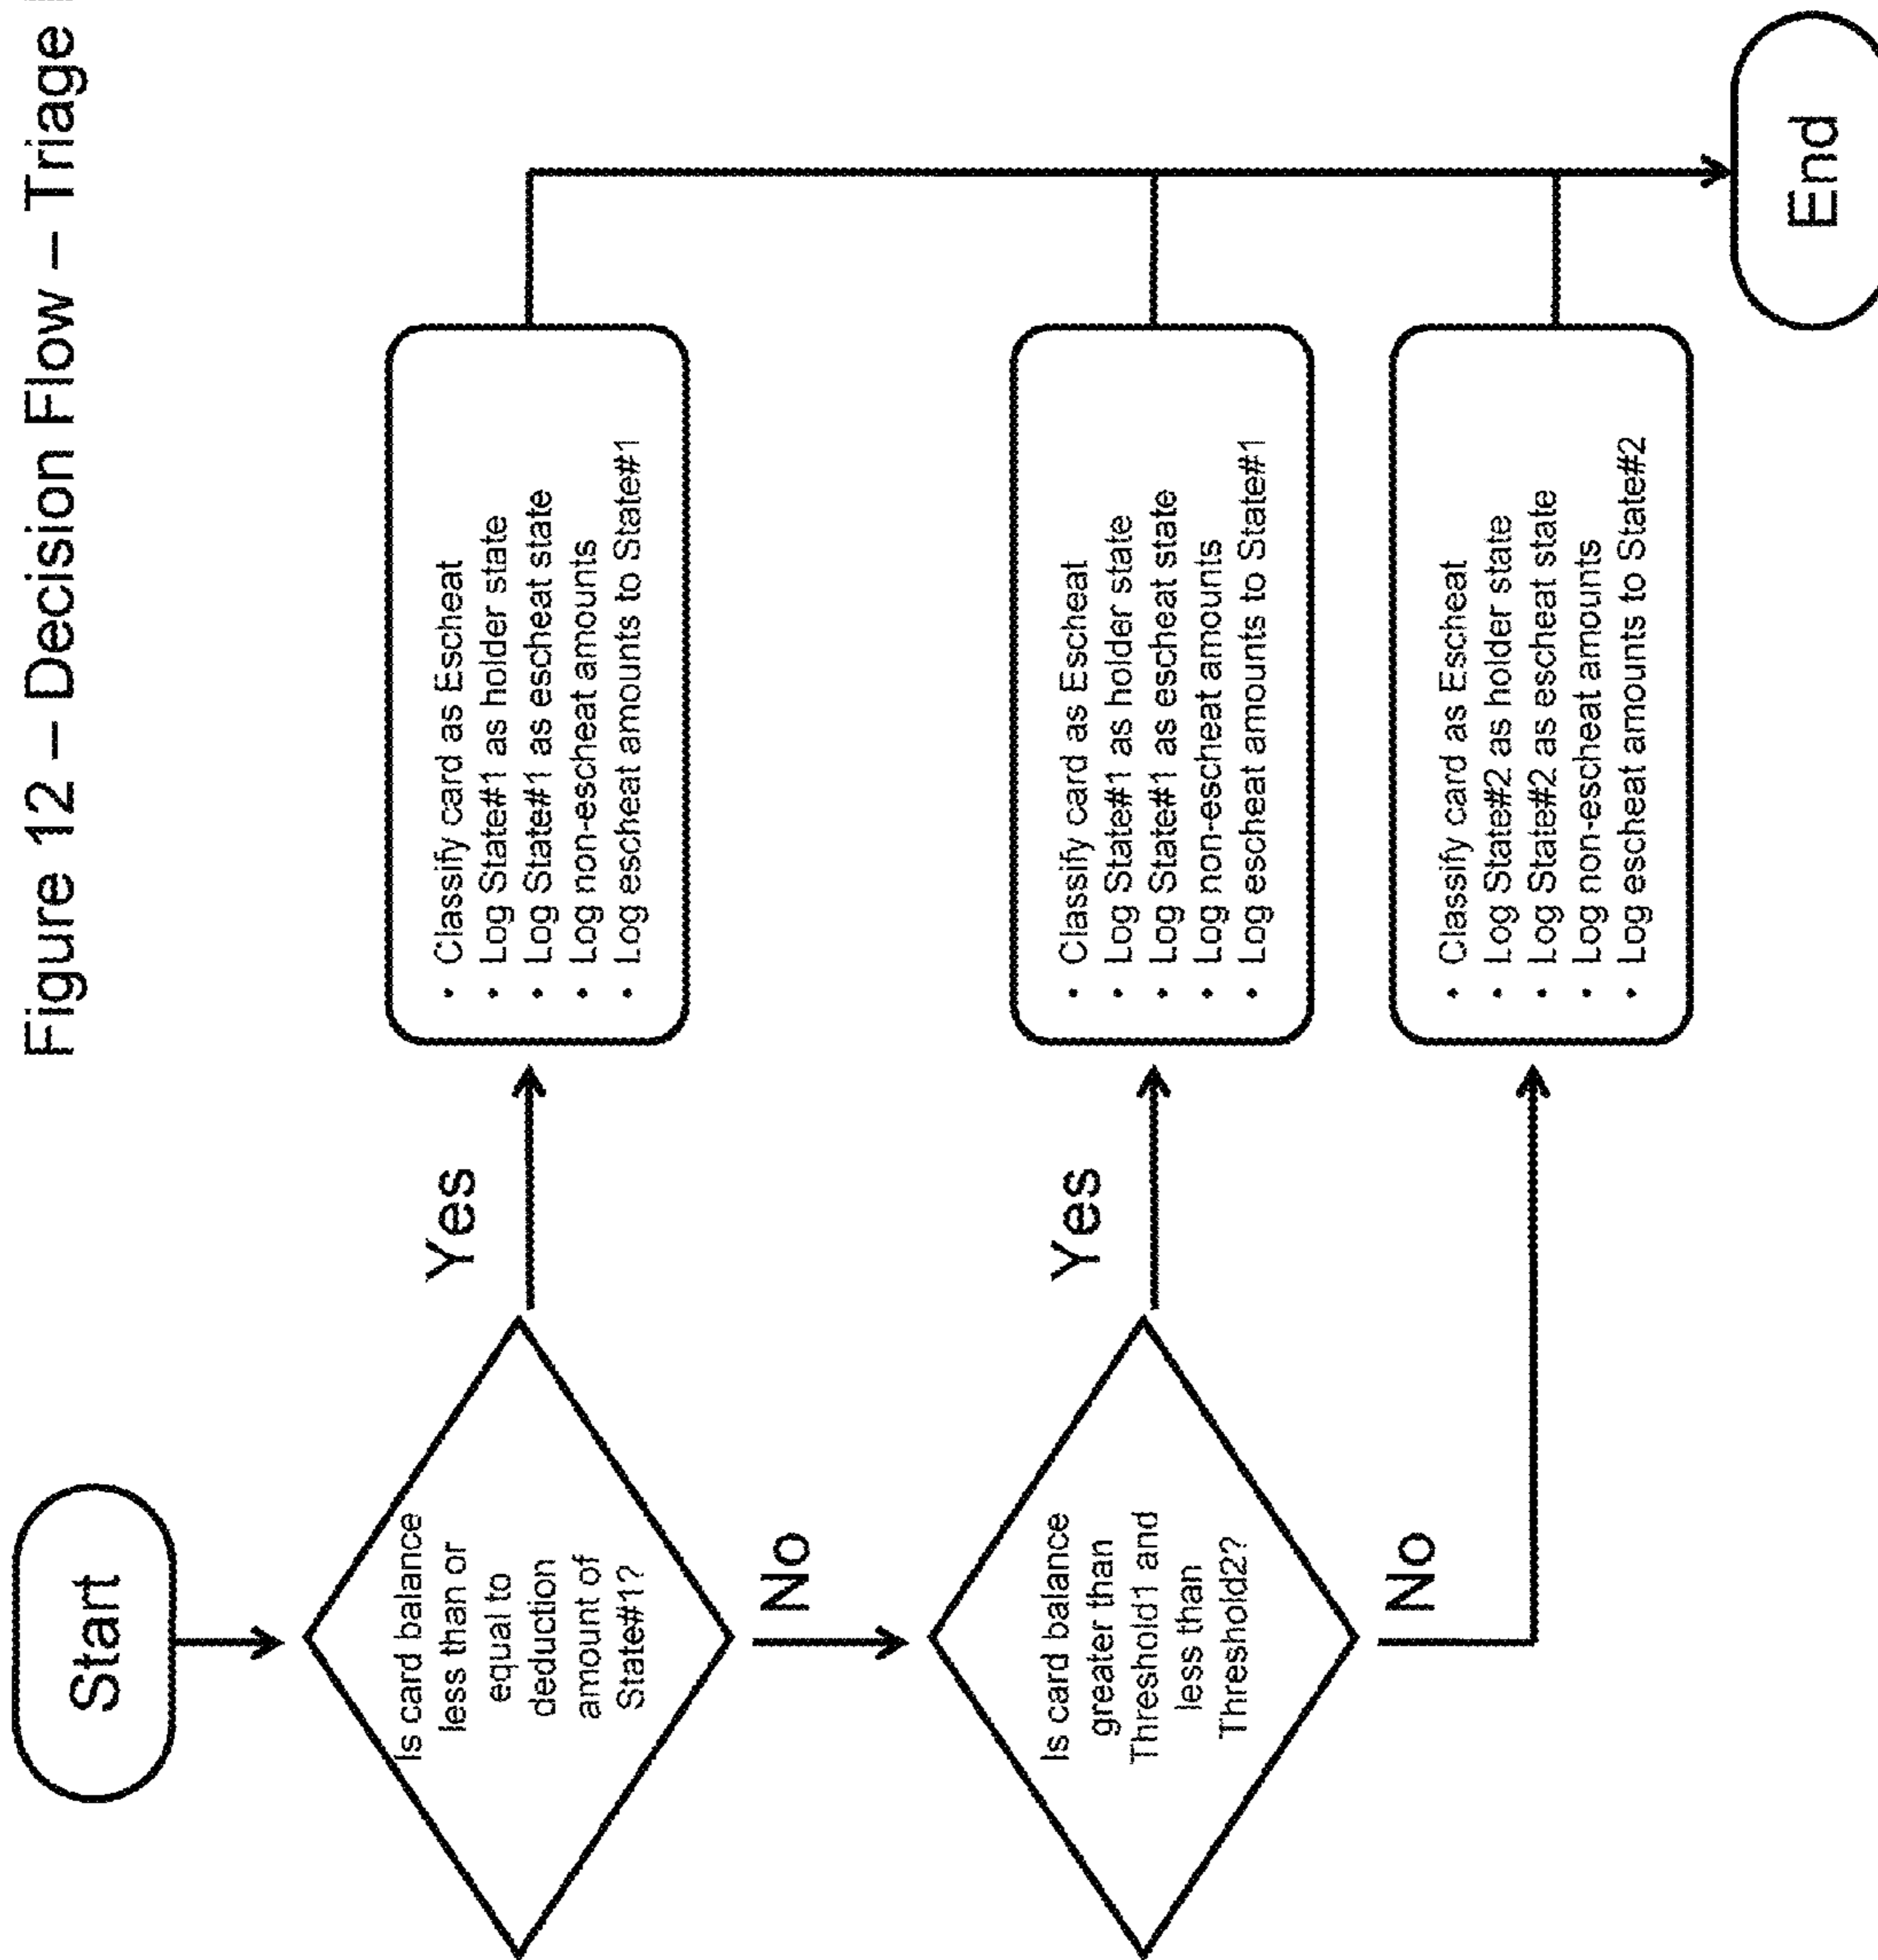 Figure 12 – Decision Flow – Triage
Start
Is card balance
less than or
equal to
deduction
amount of
State#1?
Yes
• Classify card as Escheat
• Log State#1 as holder state
• Log State#1 as escheat state
• Log non-escheat amounts
• Log escheat amounts to State#1
No
Is card balance
greater than
Threshold1 and
less than
Threshold2?
Yes
• Classify card as Escheat
• Log State#1 as holder state
• Log State#1 as escheat state
• Log non-escheat amounts
• Log escheat amounts to State#1
No
• Classify card as Escheat
• Log State#2 as holder state
• Log State#2 as escheat state
• Log non-escheat amounts
• Log escheat amounts to State#2
End